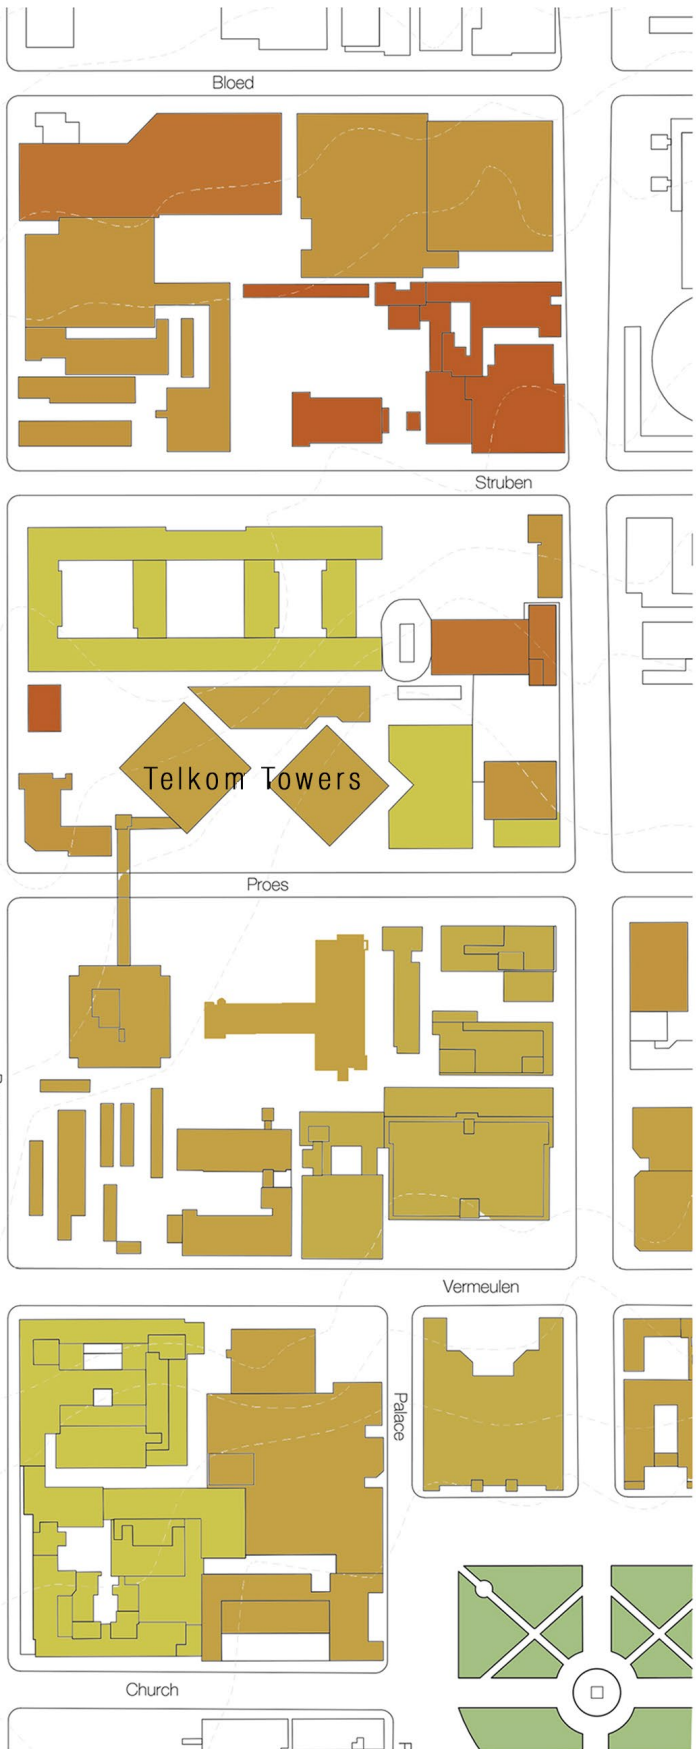 Bloed
Struben
Telkom Towers
Proes
Vermeulen
Palace
Church